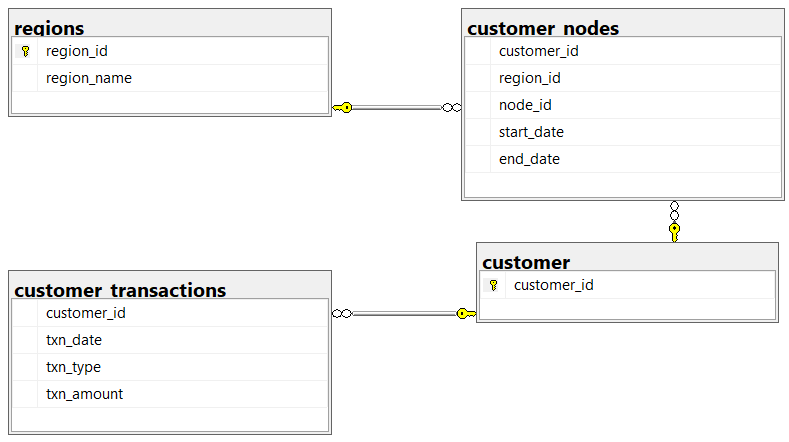 regions
region_id
region_name
customer_nodes
customer_id
region_id
node_id
start_date
end_date
customer
customer_id
customer_transactions
customer_id
txn_date
txn_type
txn_amount